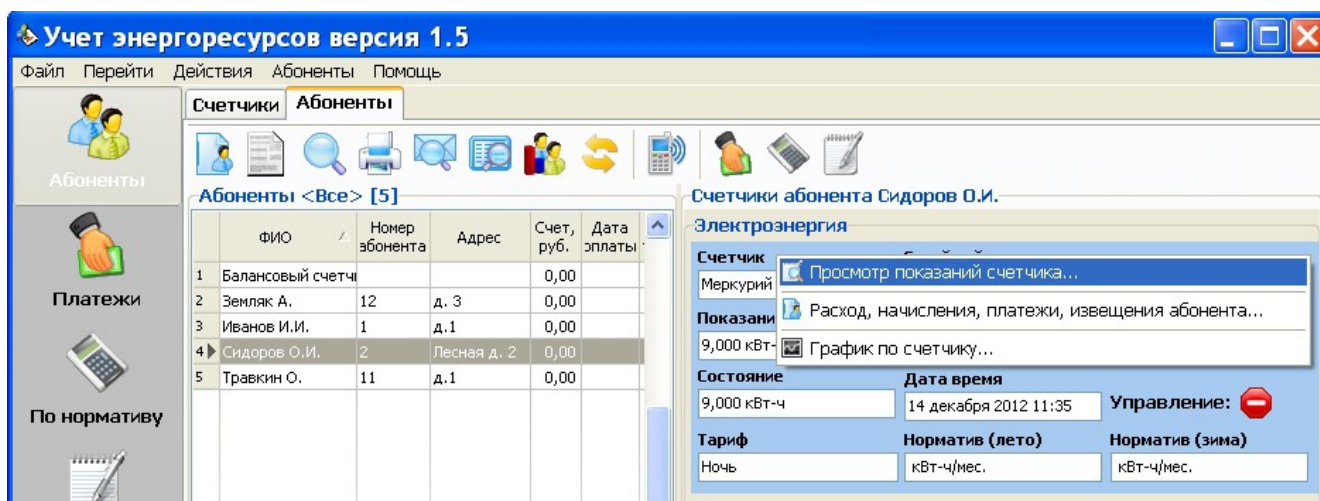 Учет энергоресурсов версия 1.5
Файл Перейти Действия Абоненты Помощь
Абоненты
Платежи
По нормативу
Счетчики Абоненты
Абоненты <Все> [5]
ФИО Номер абонента Адрес Счет, руб. Дата
1 Балансовый счетчи 0,00
2 Земляк А. 12 д. 3 0,00
3 Иванов И.И. 1 д.1 0,00
4 Сидоров О.И. 2 Лесная д. 2 0,00
5 Травкин О. 11 д.1 0,00
Счетчики абонента Сидоров О.И.
Электроэнергия
Счетчик
Меркурий
Просмотр показаний счетчика...
Расход, начисления, платежи, извещения абонента...
График по счетчику...
Показани
9,000 кВт-
Состояние Дата время
9,000 кВт-ч 14 декабря 2012 11:35 Управление:
Тариф Норматив (лето) Норматив (зима)
Ночь кВт-ч/мес. кВт-ч/мес.